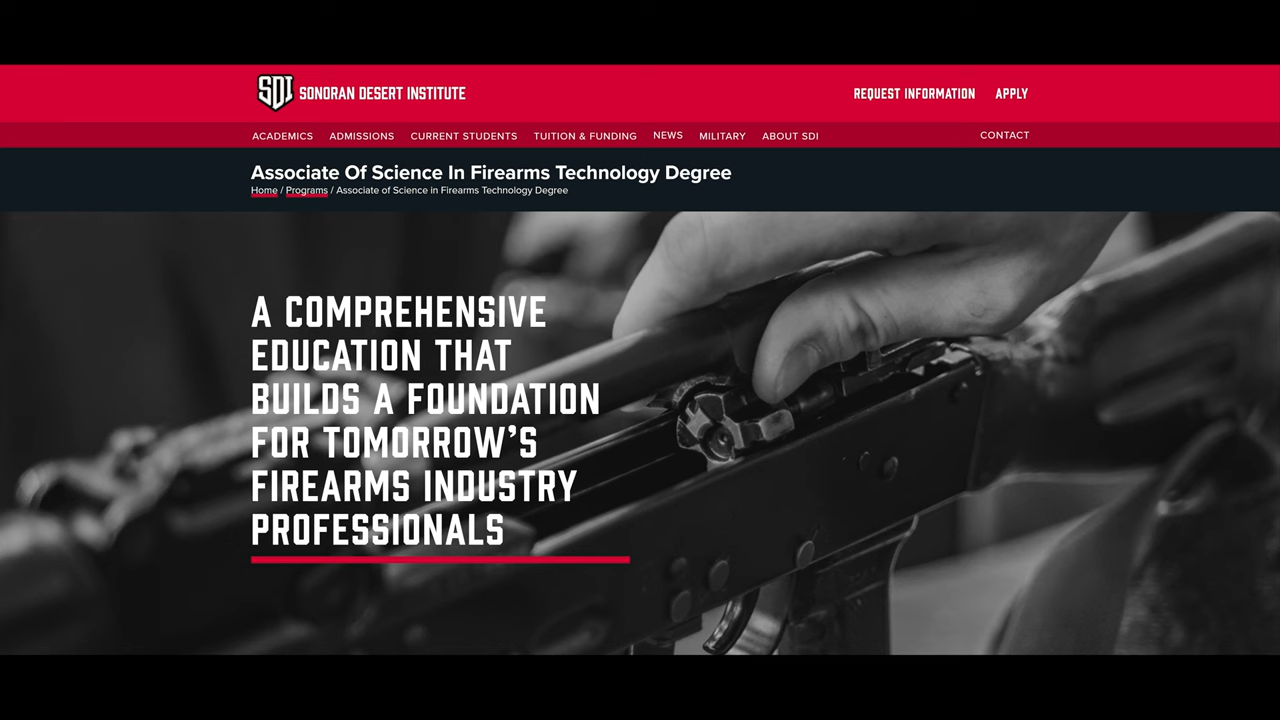 SDI SONORAN DESERT INSTITUTE
REQUEST INFORMATION APPLY
ACADEMICS ADMISSIONS CURRENT STUDENTS TUITION & FUNDING NEWS MILITARY ABOUT SDI CONTACT
Associate Of Science In Firearms Technology Degree
Home / Programs / Associate of Science in Firearms Technology Degree
A COMPREHENSIVE
EDUCATION THAT
BUILDS A FOUNDATION
FOR TOMORROW’S
FIREARMS INDUSTRY
PROFESSIONALS